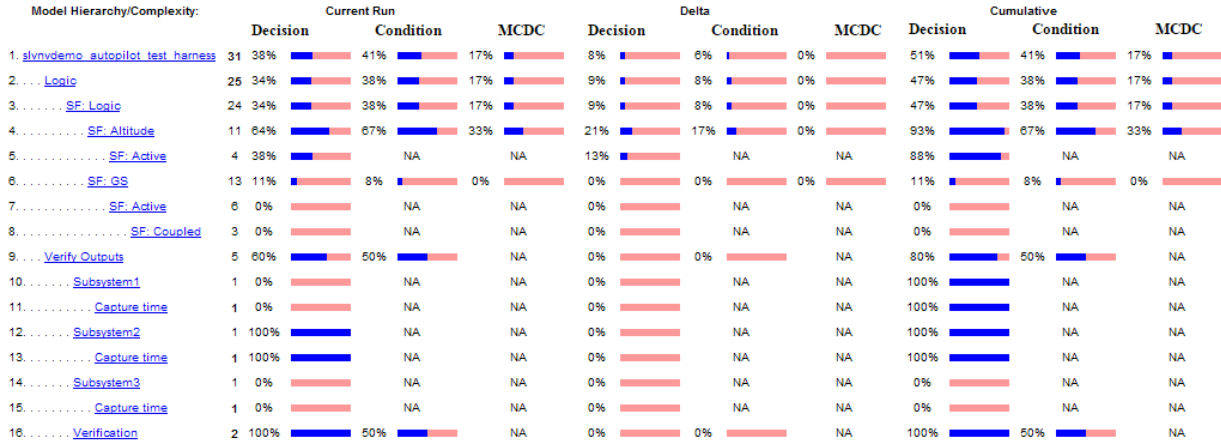 Model Hierarchy/Complexity: Current Run Delta Cumulative
Decision Condition MCDC Decision Condition MCDC Decision Condition MCDC
1. slvnvdemo_autopilot_test_harness 31 38% 41% 17% 8% 6% 0% 51% 41% 17%
2. . . . Logic 25 34% 38% 17% 9% 8% 0% 47% 38% 17%
3. . . . . . . SF: Logic 24 34% 38% 17% 9% 8% 0% 47% 38% 17%
4. . . . . . . . . . SF: Altitude 11 64% 67% 33% 21% 17% 0% 93% 67% 33%
5. . . . . . . . . . . . . SF: Active 4 38% NA NA 13% NA NA 88% NA NA
6. . . . . . . . . . SF: GS 13 11% 8% 0% 0% 0% 0% 11% 8% 0%
7. . . . . . . . . . . . . SF: Active 6 0% NA NA 0% NA NA 0% NA NA
8. . . . . . . . . . . . . . . . SF: Coupled 3 0% NA NA 0% NA NA 0% NA NA
9. . . . Verify Outputs 5 60% 50% NA 0% 0% NA 80% 50% NA
10. . . . . . . Subsystem1 1 0% NA NA 0% NA NA 100% NA NA
11. . . . . . . . . . Capture time 1 0% NA NA 0% NA NA 100% NA NA
12. . . . . . . Subsystem2 1 100% NA NA 0% NA NA 100% NA NA
13. . . . . . . . . . Capture time 1 100% NA NA 0% NA NA 100% NA NA
14. . . . . . . Subsystem3 1 0% NA NA 0% NA NA 0% NA NA
15. . . . . . . . . . Capture time 1 0% NA NA 0% NA NA 0% NA NA
16. . . . . . . Verification 2 100% 50% NA 0% 0% NA 100% 50% NA